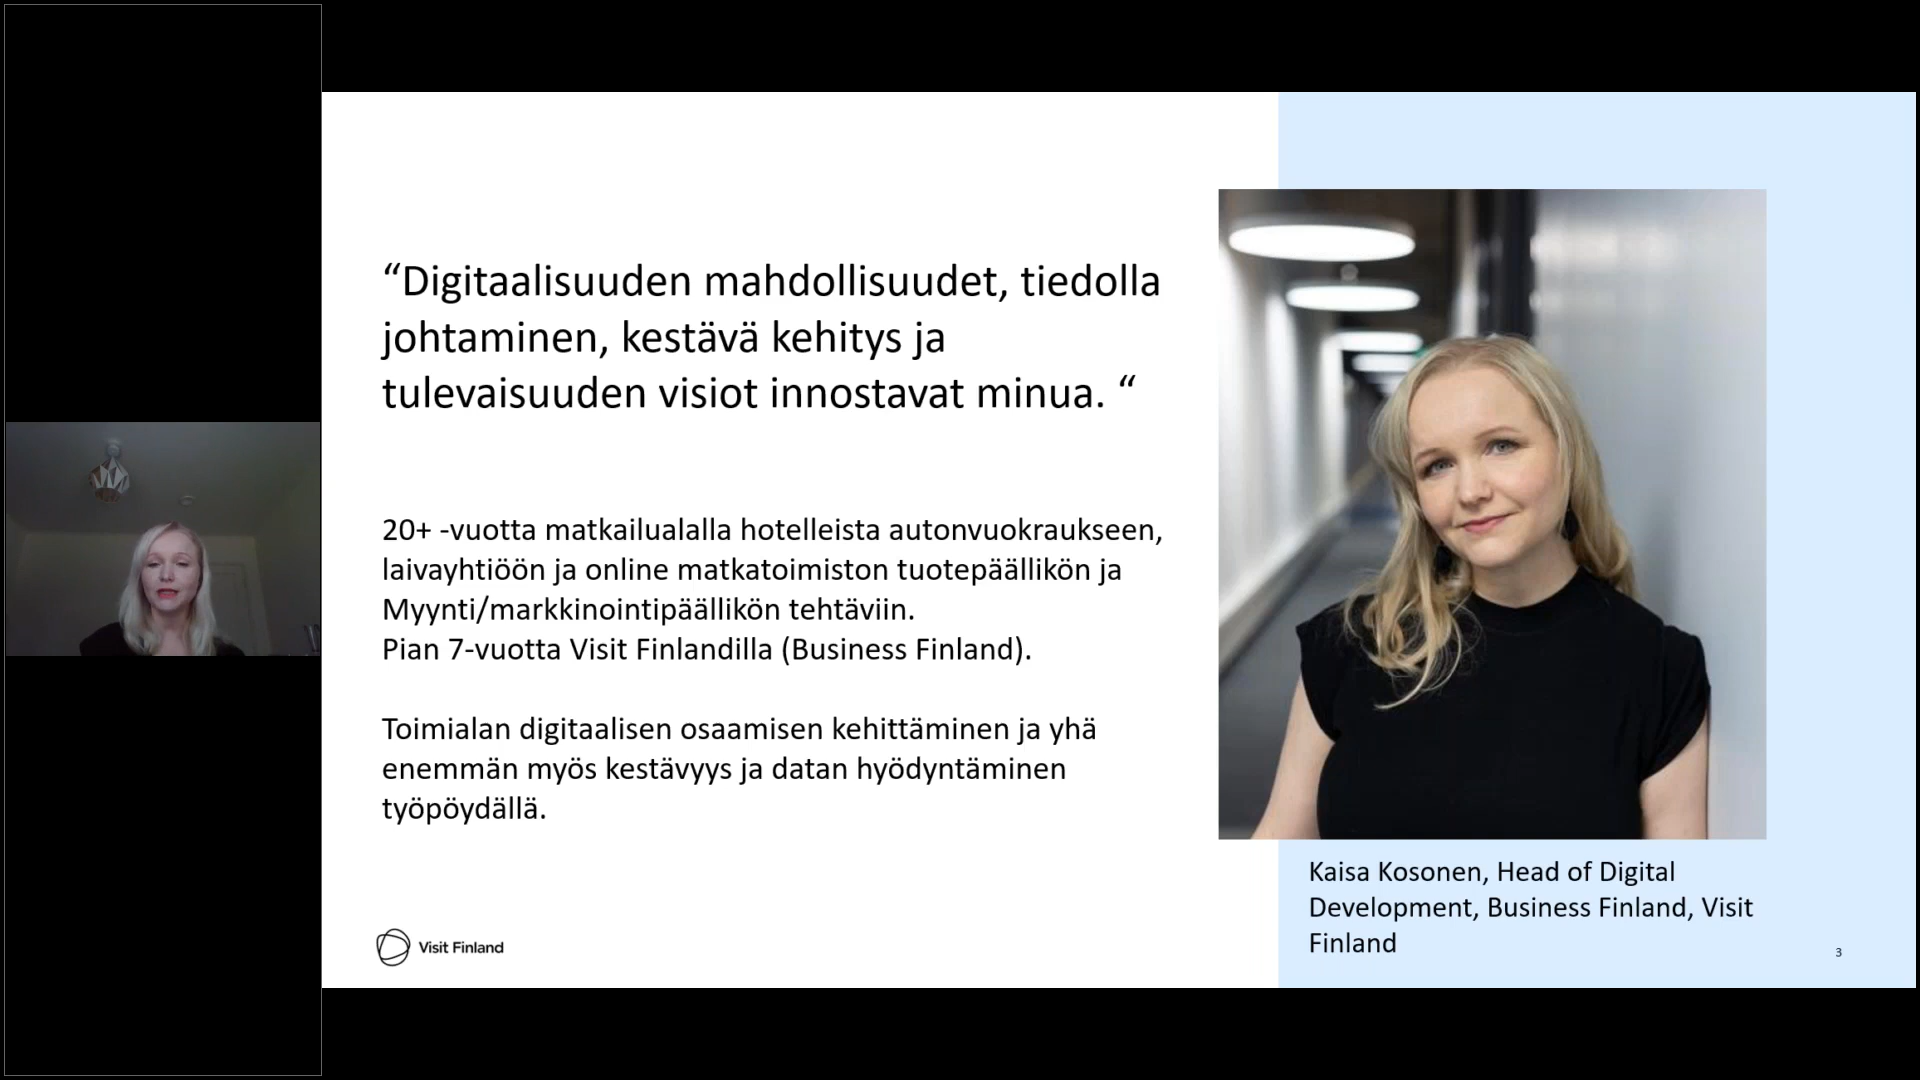 “Digitaalisuuden mahdollisuudet, tiedolla
johtaminen, kestävä kehitys ja
tulevaisuuden visiot innostavat minua. “
20+ -vuotta matkailualalla hotelleista autonvuokraukseen,
laivayhtiöön ja online matkatoimiston tuotepäällikön ja
Myynti/markkinointipäällikön tehtäviin.
Pian 7-vuotta Visit Finlandilla (Business Finland).
Toimialan digitaalisen osaamisen kehittäminen ja yhä
enemmän myös kestävyys ja datan hyödyntäminen
työpöydällä.
Visit Finland
Kaisa Kosonen, Head of Digital
Development, Business Finland, Visit
Finland
3